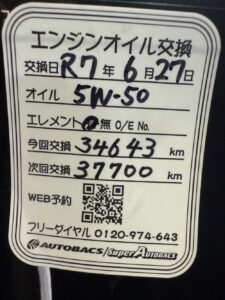 エンジンオイル交換
交換日 R7 年 6 月 27 日
オイル 5W-50
エレメント 無 O/E No.
今回交換 34643 km
次回交換 37700 km
WEB予約
フリーダイヤル 0120-974-643
AUTOBACS / Super AUTOBACS